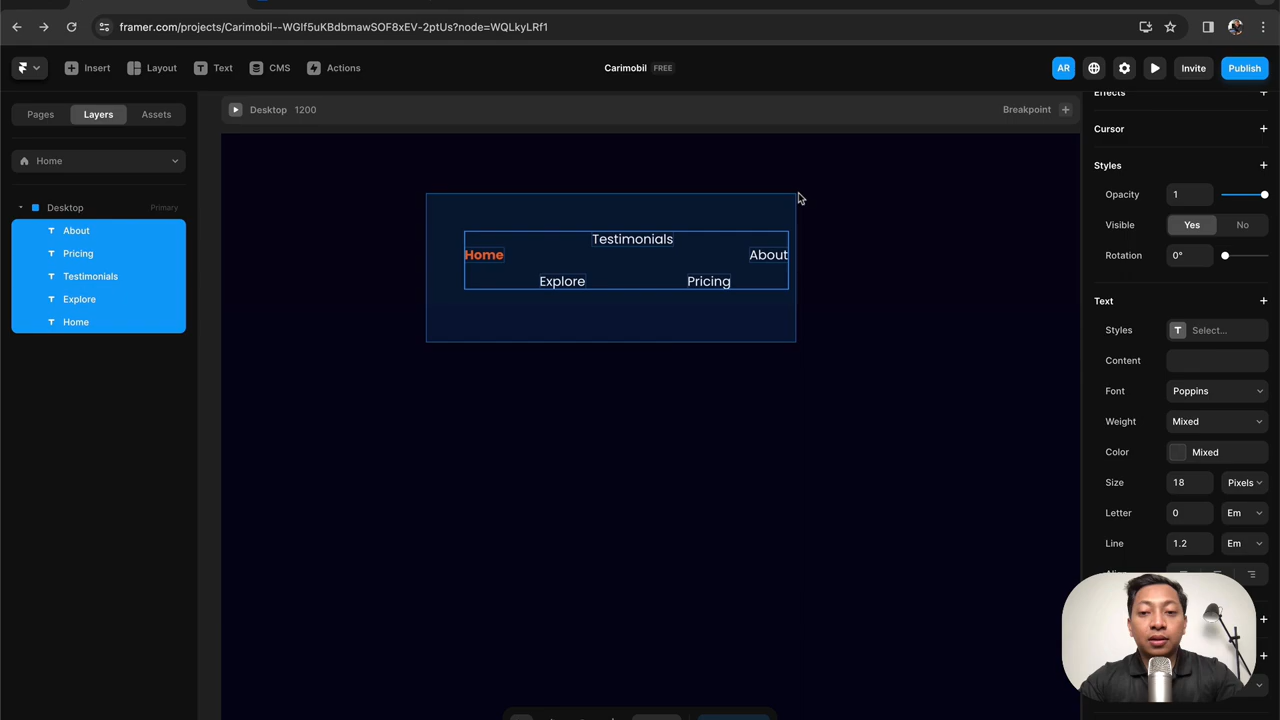 framer.com/projects/Carimobil--WGlf5uKBdbmawSOF8xEV-2ptUs?node=WQLkyLRf1
Insert Layout Text CMS Actions
Carimobil FREE
AR Invite Publish
Pages Layers Assets
Desktop 1200
Breakpoint
Effects
Cursor
Home
Styles
Opacity 1
Desktop Primary
Visible Yes No
About
Testimonials
Pricing
Home
About
Rotation 0°
Testimonials
Explore
Pricing
Explore
Text
Home
Styles T Select...
Content
Font Poppins
Weight Mixed
Color Mixed
Size 18 Pixels
Letter 0 Em
Line 1.2 Em